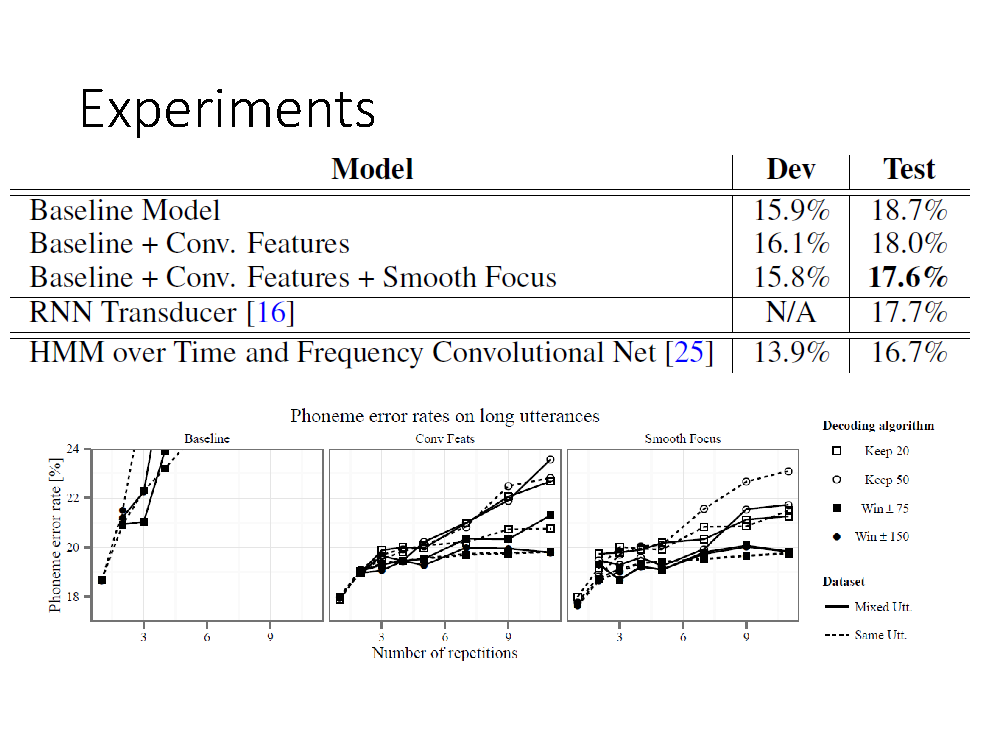 Experiments
Model Dev Test
Baseline Model 15.9% 18.7%
Baseline + Conv. Features 16.1% 18.0%
Baseline + Conv. Features + Smooth Focus 15.8% 17.6%
RNN Transducer [16] N/A 17.7%
HMM over Time and Frequency Convolutional Net [25] 13.9% 16.7%
Phoneme error rates on long utterances
Baseline Conv Feats Smooth Focus
Phoneme error rate [%]
24
22
20
18
3 6 9 3 6 9 3 6 9
Number of repetitions
Decoding algorithm
Keep 20
Keep 50
Win ± 75
Win ± 150
Dataset
Mixed Utt.
Same Utt.